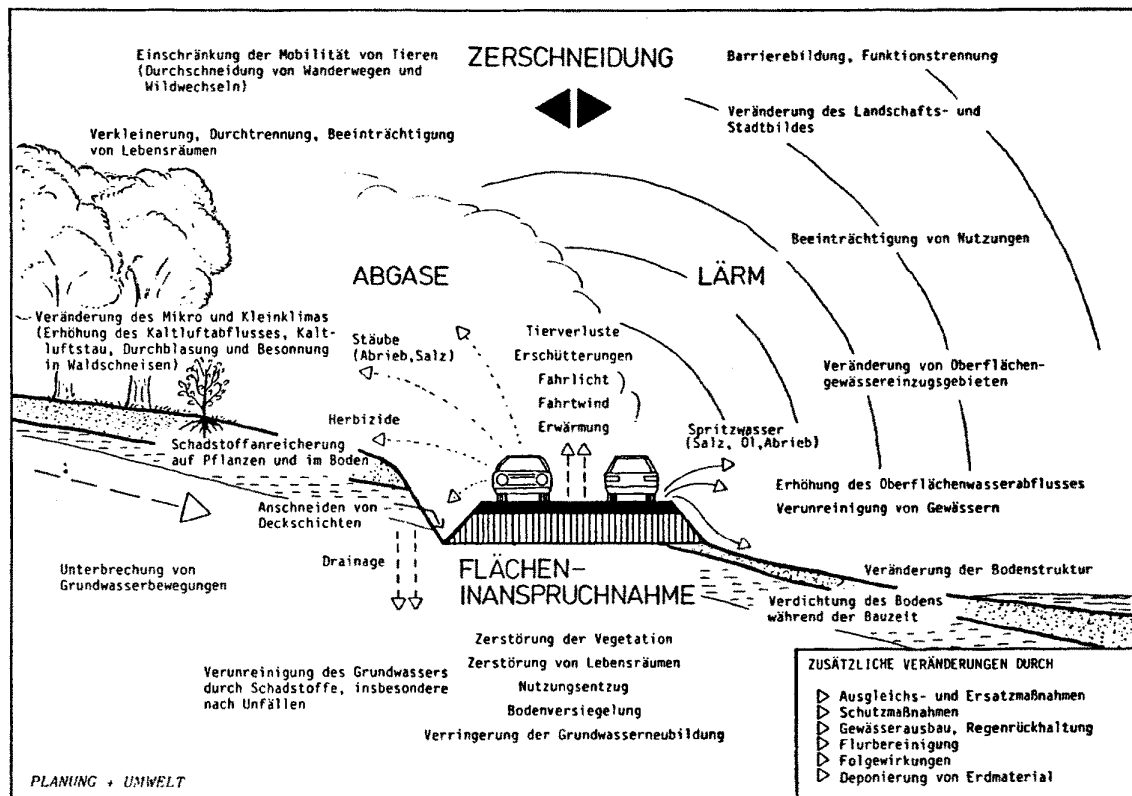 ZERSCHNEIDUNG
Einschränkung der Mobilität von Tieren
(Durchschneidung von Wanderwegen und
Wildwechseln)
Barrierebildung, Funktionstrennung
Veränderung des Landschafts- und
Stadtbildes
Verkleinerung, Durchtrennung, Beeinträchtigung
von Lebensräumen
Beeinträchtigung von Nutzungen
ABGASE
LÄRM
Veränderung des Mikro und Kleinklimas
(Erhöhung des Kaltluftabflusses, Kalt-
luftstau, Durchblasung und Besonnung
in Waldschneisen)
Stäube
(Abrieb,Salz)
Tierverluste
Erschütterungen
Fahrlicht
Fahrtwind
Erwärmung
Veränderung von Oberflächen-
gewässereinzugsgebieten
Herbizide
Spritzwasser
(Salz, Öl,Abrieb)
Schadstoffanreicherung
auf Pflanzen und im Boden
Erhöhung des Oberflächenwasserabflusses
Verunreinigung von Gewässern
Anschneiden von
Deckschichten
Drainage
Unterbrechung von
Grundwasserbewegungen
FLÄCHEN-
INANSPRUCHNAHME
Veränderung der Bodenstruktur
Verdichtung des Bodens
während der Bauzeit
Zerstörung der Vegetation
Zerstörung von Lebensräumen
Nutzungsentzug
Bodenversiegelung
Verringerung der Grundwasserneubildung
Verunreinigung des Grundwassers
durch Schadstoffe, insbesondere
nach Unfällen
ZUSÄTZLICHE VERÄNDERUNGEN DURCH
Ausgleichs- und Ersatzmaßnahmen
Schutzmaßnahmen
Gewässerausbau, Regenrückhaltung
Flurbereinigung
Folgewirkungen
Deponierung von Erdmaterial
PLANUNG + UMWELT